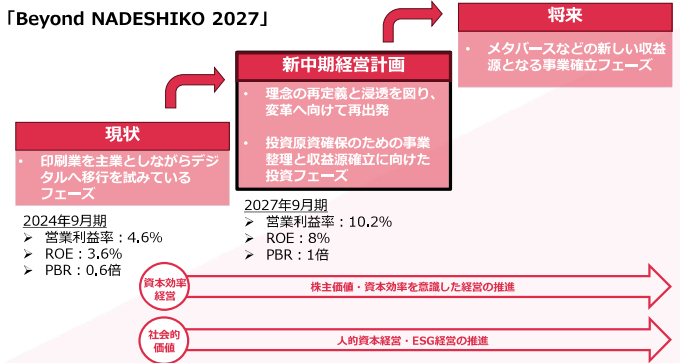 「Beyond NADESHIKO 2027」
将来
• メタバースなどの新しい収益
源となる事業確立フェーズ
新中期経営計画
• 理念の再定義と浸透を図り、
変革へ向けて再出発
• 投資原資確保のための事業
整理と収益源確立に向けた
投資フェーズ
現状
• 印刷業を主業としながらデジ
タルへ移行を試みている
フェーズ
2024年9月期
➢ 営業利益率：4.6%
➢ ROE：3.6%
➢ PBR：0.6倍
2027年9月期
➢ 営業利益率：10.2%
➢ ROE：8%
➢ PBR：1倍
資本効率
経営
株主価値・資本効率を意識した経営の推進
社会的
価値
人的資本経営・ESG経営の推進